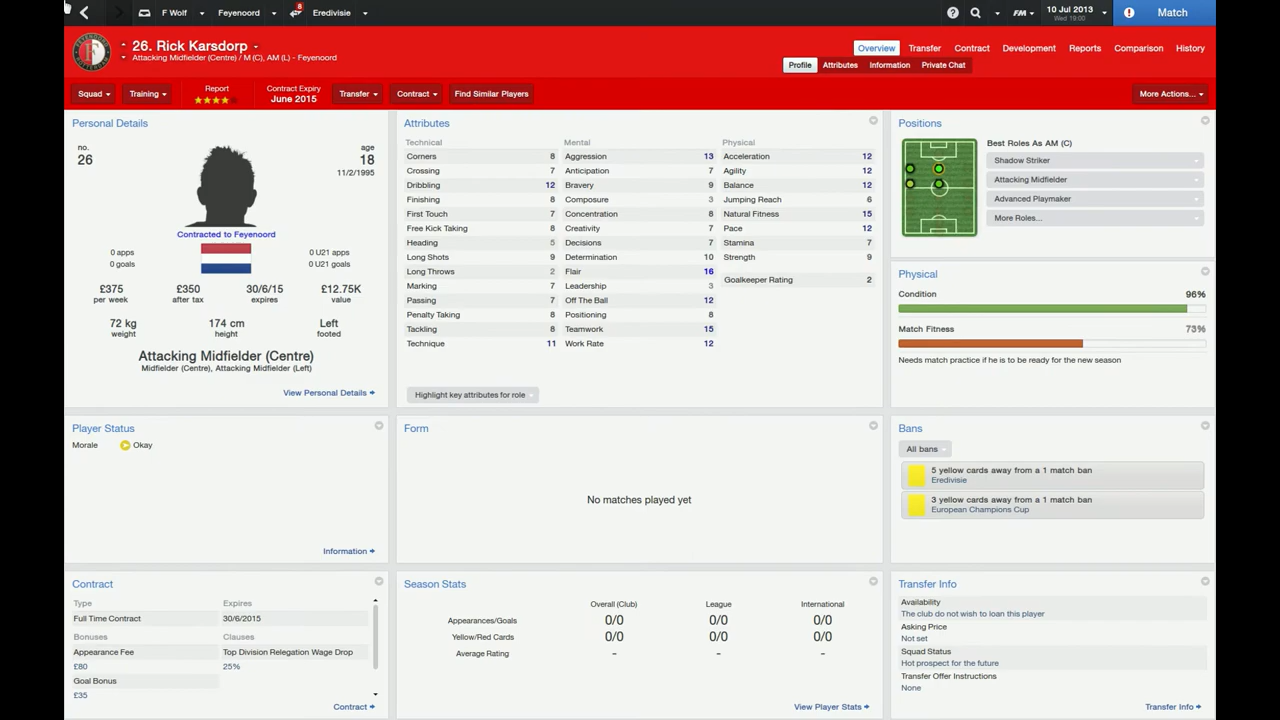 F Wolf Feyenoord 8 Eredivisie FM 10 Jul 2013 Wed 19:00 Match
26. Rick Karsdorp
Attacking Midfielder (Centre) / M (C), AM (L) - Feyenoord
Overview Transfer Contract Development Reports Comparison History
Profile Attributes Information Private Chat
Squad Training Report Contract Expiry June 2015 Transfer Contract Find Similar Players More Actions...
Personal Details
no. 26
age 18
11/2/1995
Contracted to Feyenoord
0 apps 0 U21 apps
0 goals 0 U21 goals
£375 £375 30/6/15 £12.75K
per week after tax expires value
72 kg 174 cm Left
weight height footed
Attacking Midfielder (Centre)
Midfielder (Centre), Attacking Midfielder (Left)
View Personal Details
Attributes
Technical Mental Physical
Corners 8 Aggression 13 Acceleration 12
Crossing 7 Anticipation 7 Agility 12
Dribbling 12 Bravery 9 Balance 12
Finishing 8 Composure 3 Jumping Reach 6
First Touch 7 Concentration 8 Natural Fitness 15
Free Kick Taking 8 Creativity 7 Pace 12
Heading 5 Decisions 7 Stamina 7
Long Shots 9 Determination 10 Strength 9
Long Throws 2 Flair 16
Goalkeeper Rating 2
Marking 7 Leadership 3
Passing 7 Off The Ball 12
Penalty Taking 8 Positioning 8
Tackling 8 Teamwork 15
Technique 11 Work Rate 12
Highlight key attributes for role
Positions
Best Roles As AM (C)
Shadow Striker
Attacking Midfielder
Advanced Playmaker
More Roles...
Physical
Condition 96%
Match Fitness 73%
Needs match practice if he is to be ready for the new season
Player Status
Morale Okay
Information
Form
No matches played yet
Bans
All bans
5 yellow cards away from a 1 match ban
Eredivisie
3 yellow cards away from a 1 match ban
European Champions Cup
Contract
Type Expires
Full Time Contract 30/6/2015
Bonuses Clauses
Appearance Fee Top Division Relegation Wage Drop
£80 25%
Goal Bonus
£35
Contract
Season Stats
Overall (Club) League International
Appearances/Goals 0/0 0/0 0/0
Yellow/Red Cards 0/0 0/0 0/0
Average Rating - - -
View Player Stats
Transfer Info
Availability
The club do not wish to loan this player
Asking Price
Not set
Squad Status
Hot prospect for the future
Transfer Offer Instructions
None
Transfer Info